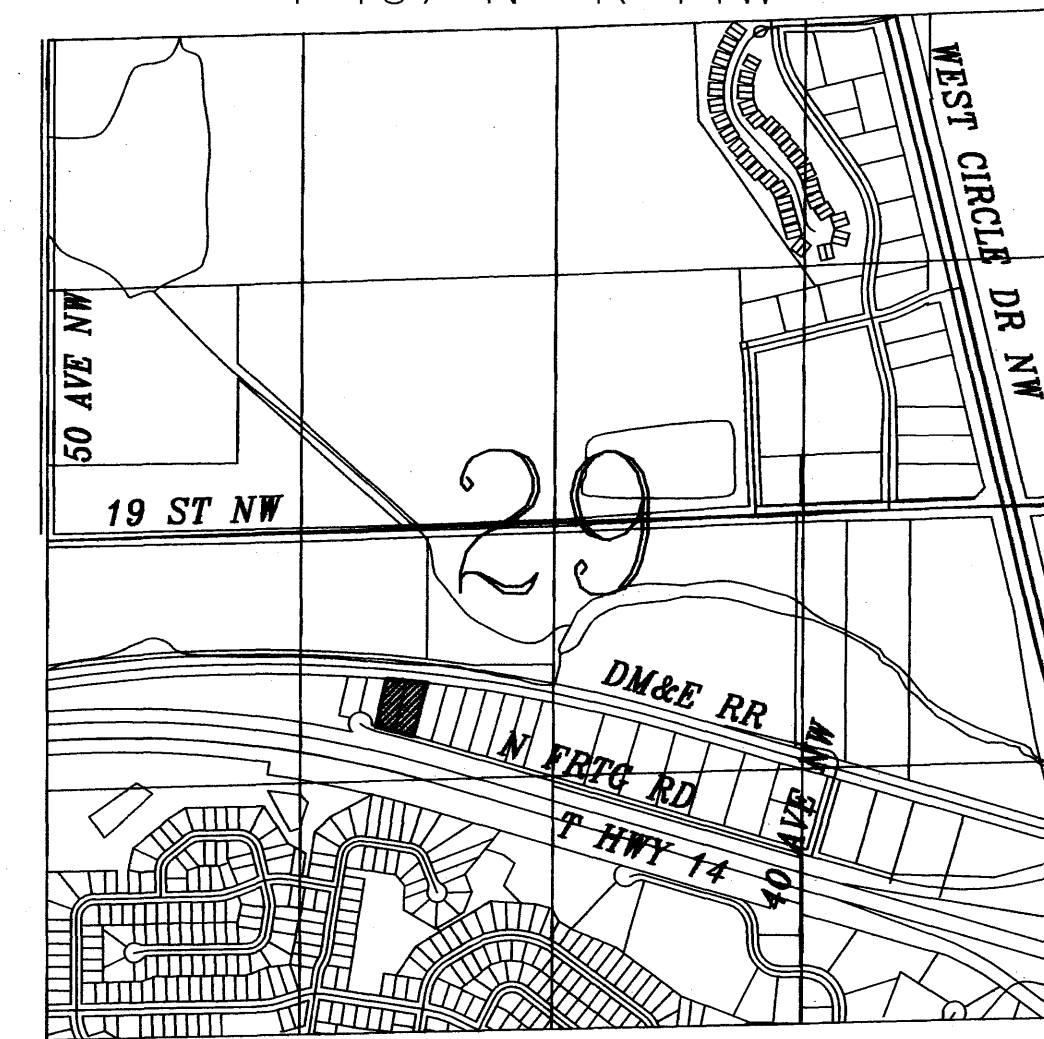 WEST CIRCLE DR NW
50 AVE NW
19 ST NW
29
DM&E RR
N FRTG RD
T HWY 14
40 AVE NW